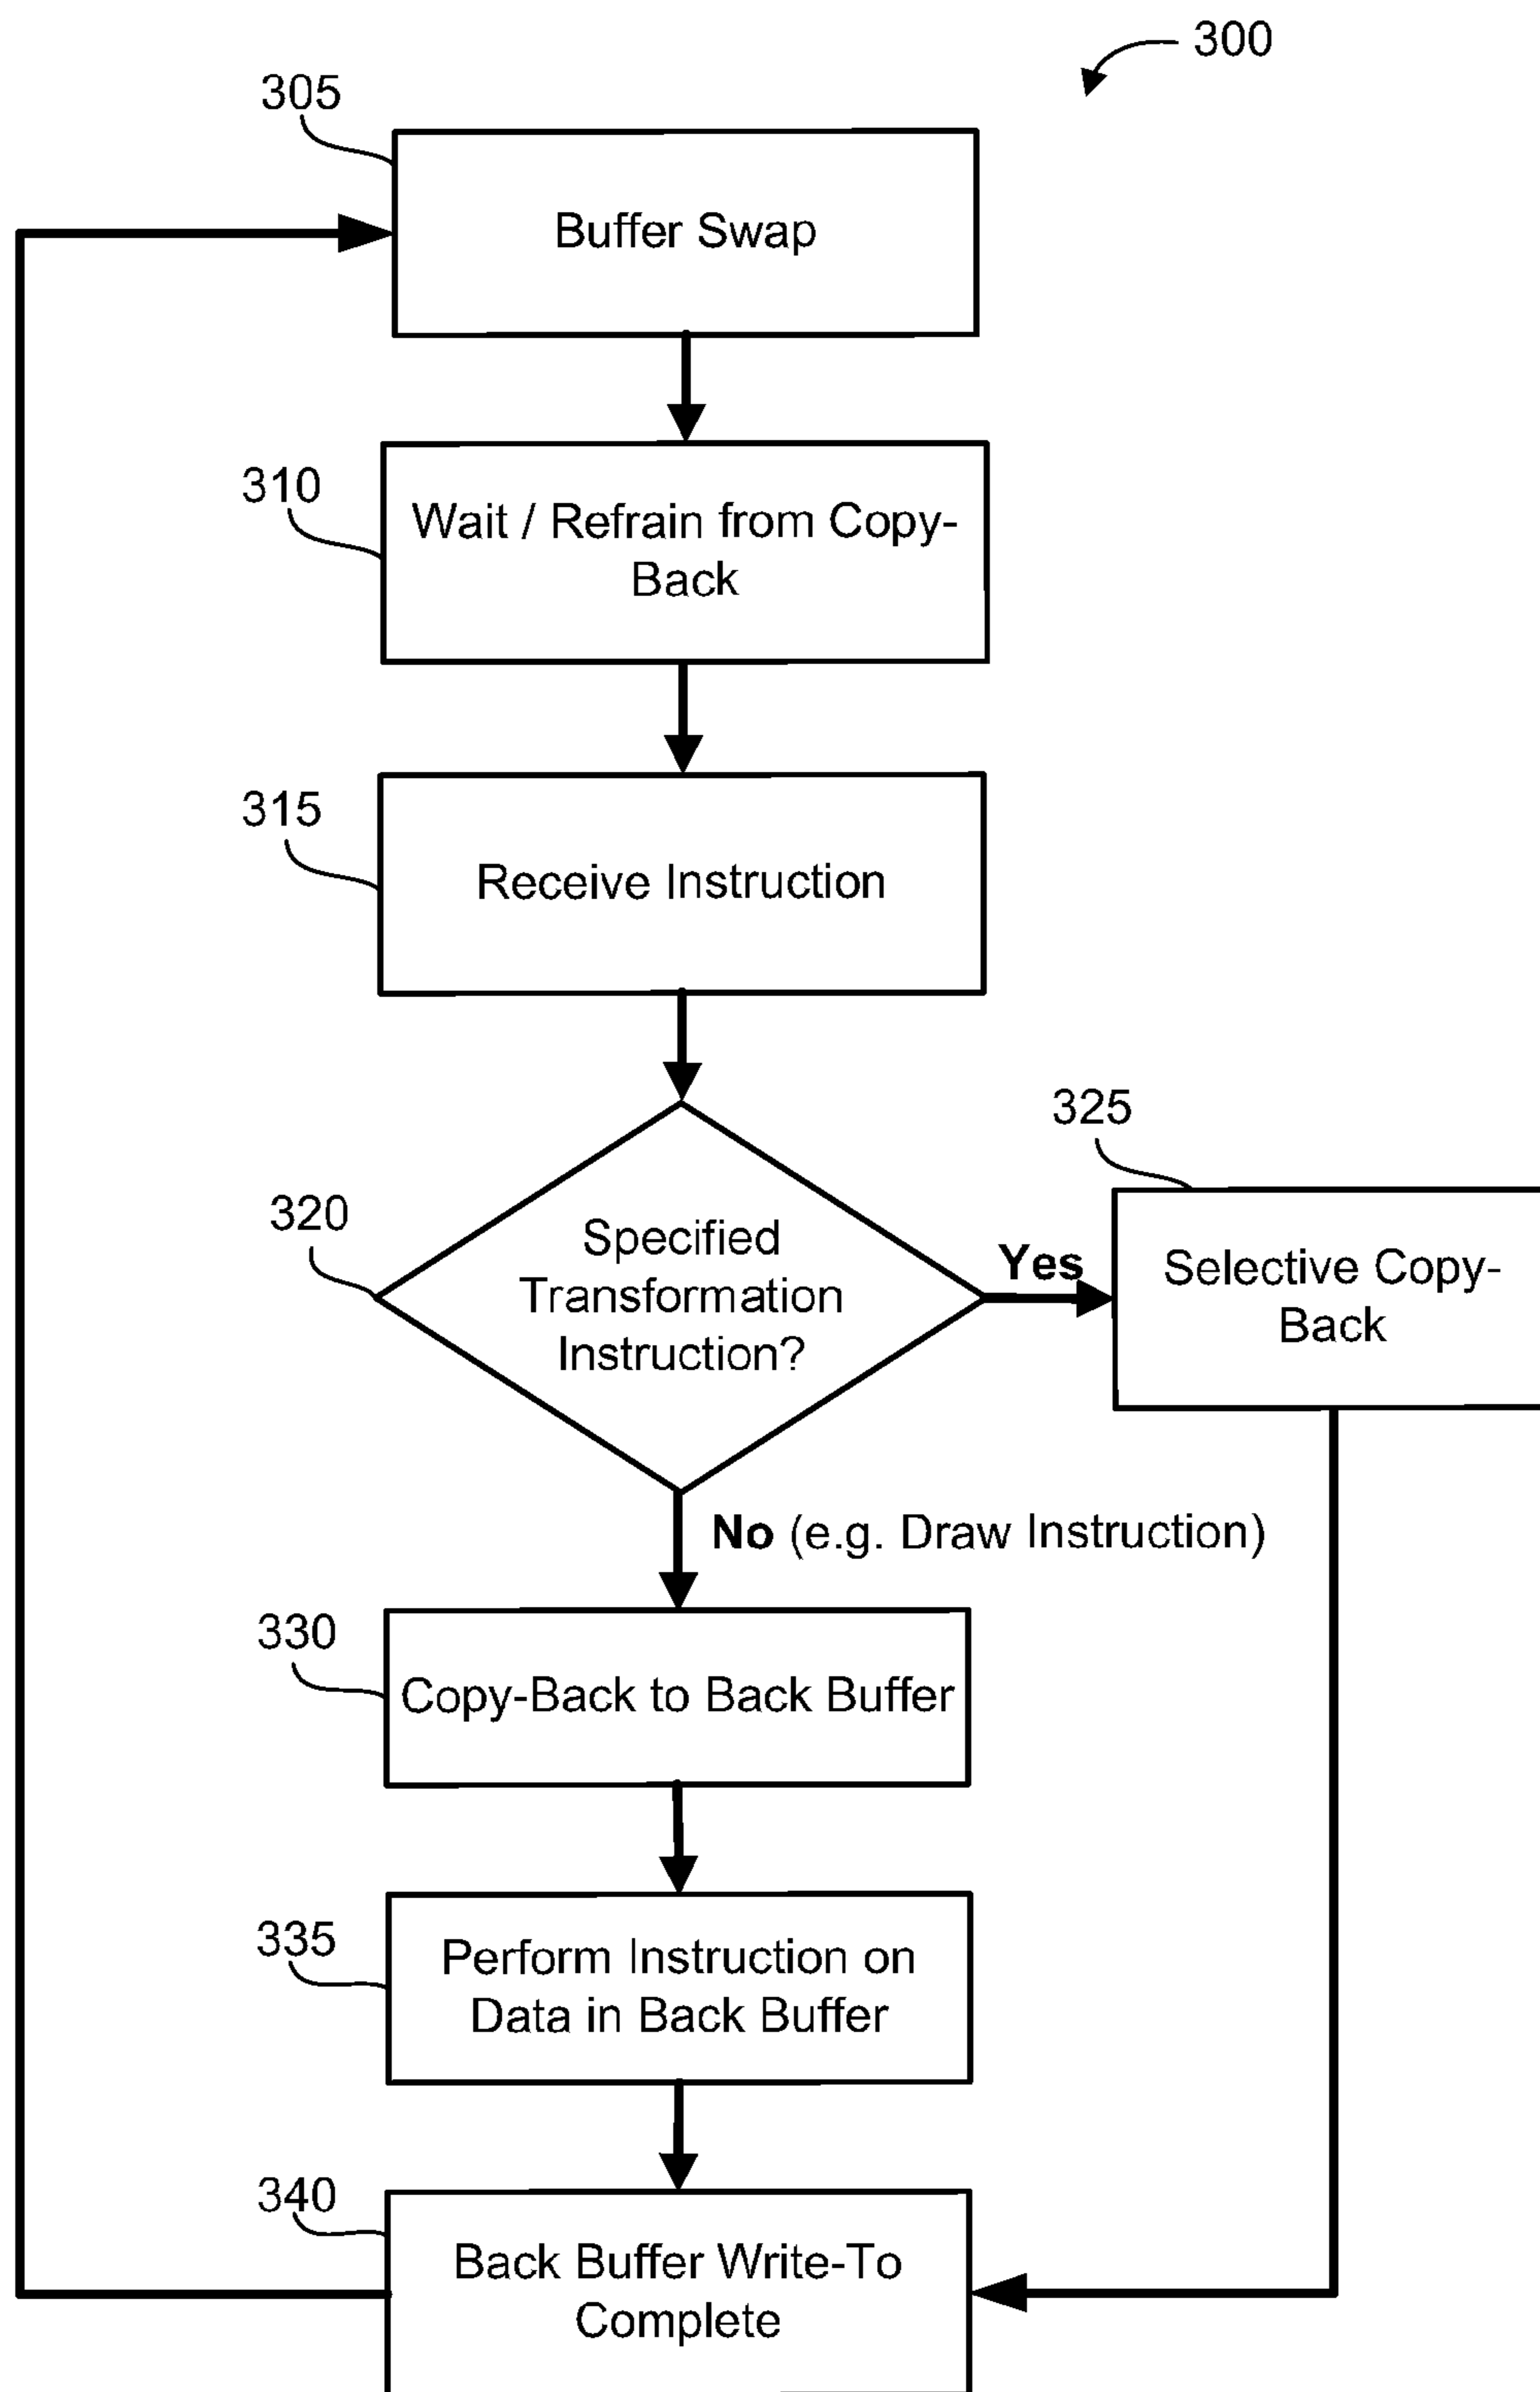 300
305
Buffer Swap
310
Wait / Refrain from Copy-
Back
315
Receive Instruction
320
Specified
Transformation
Instruction?
Yes
325
Selective Copy-
Back
No (e.g. Draw Instruction)
330
Copy-Back to Back Buffer
335
Perform Instruction on
Data in Back Buffer
340
Back Buffer Write-To
Complete